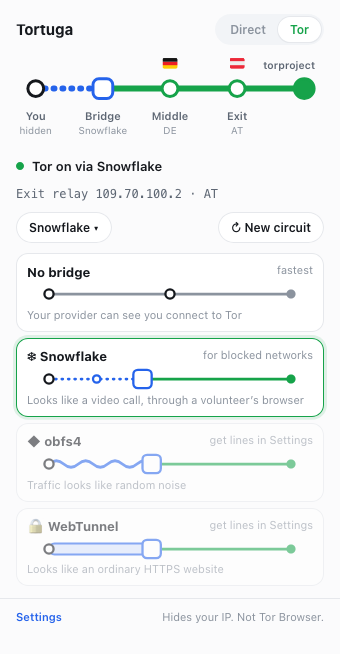 Tortuga
Direct
Tor
torproject
You
hidden
Bridge
Snowflake
Middle
DE
Exit
AT
Tor on via Snowflake
Exit relay 109.70.100.2 · AT
Snowflake ▾
↻ New circuit
No bridge
fastest
Your provider can see you connect to Tor
❄ Snowflake
for blocked networks
Looks like a video call, through a volunteer’s browser
◆ obfs4
get lines in Settings
Traffic looks like random noise
🔒 WebTunnel
get lines in Settings
Looks like an ordinary HTTPS website
Settings
Hides your IP. Not Tor Browser.